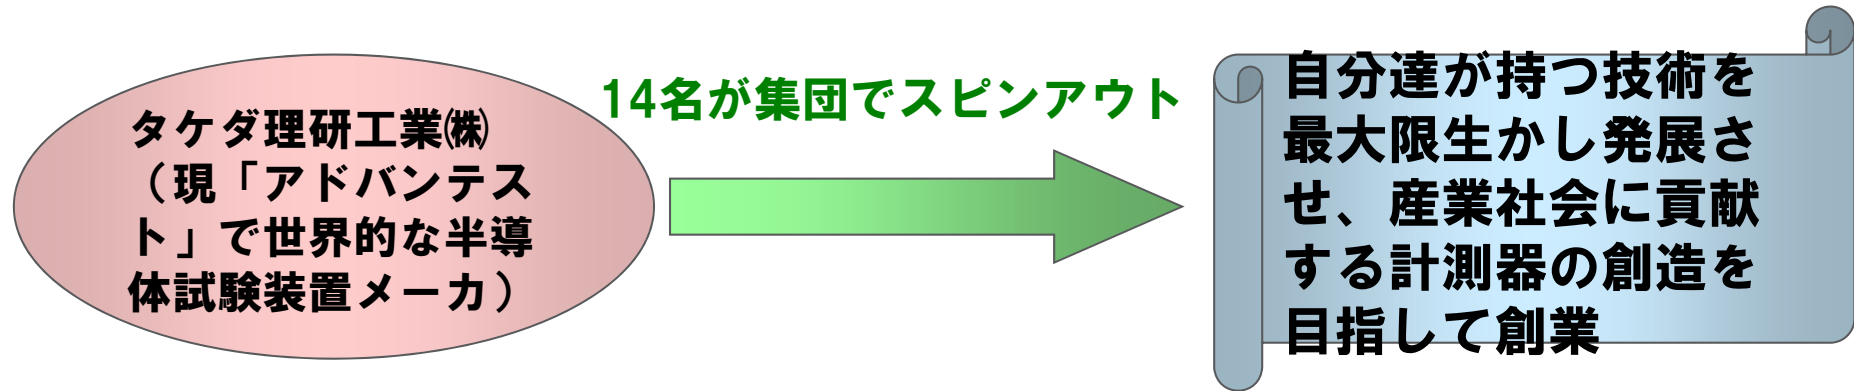 タケダ理研工業㈱
（現「アドバンテス
ト」で世界的な半導
体試験装置メーカ）
14名が集団でスピンアウト
自分達が持つ技術を
最大限生かし発展さ
せ、産業社会に貢献
する計測器の創造を
目指して創業